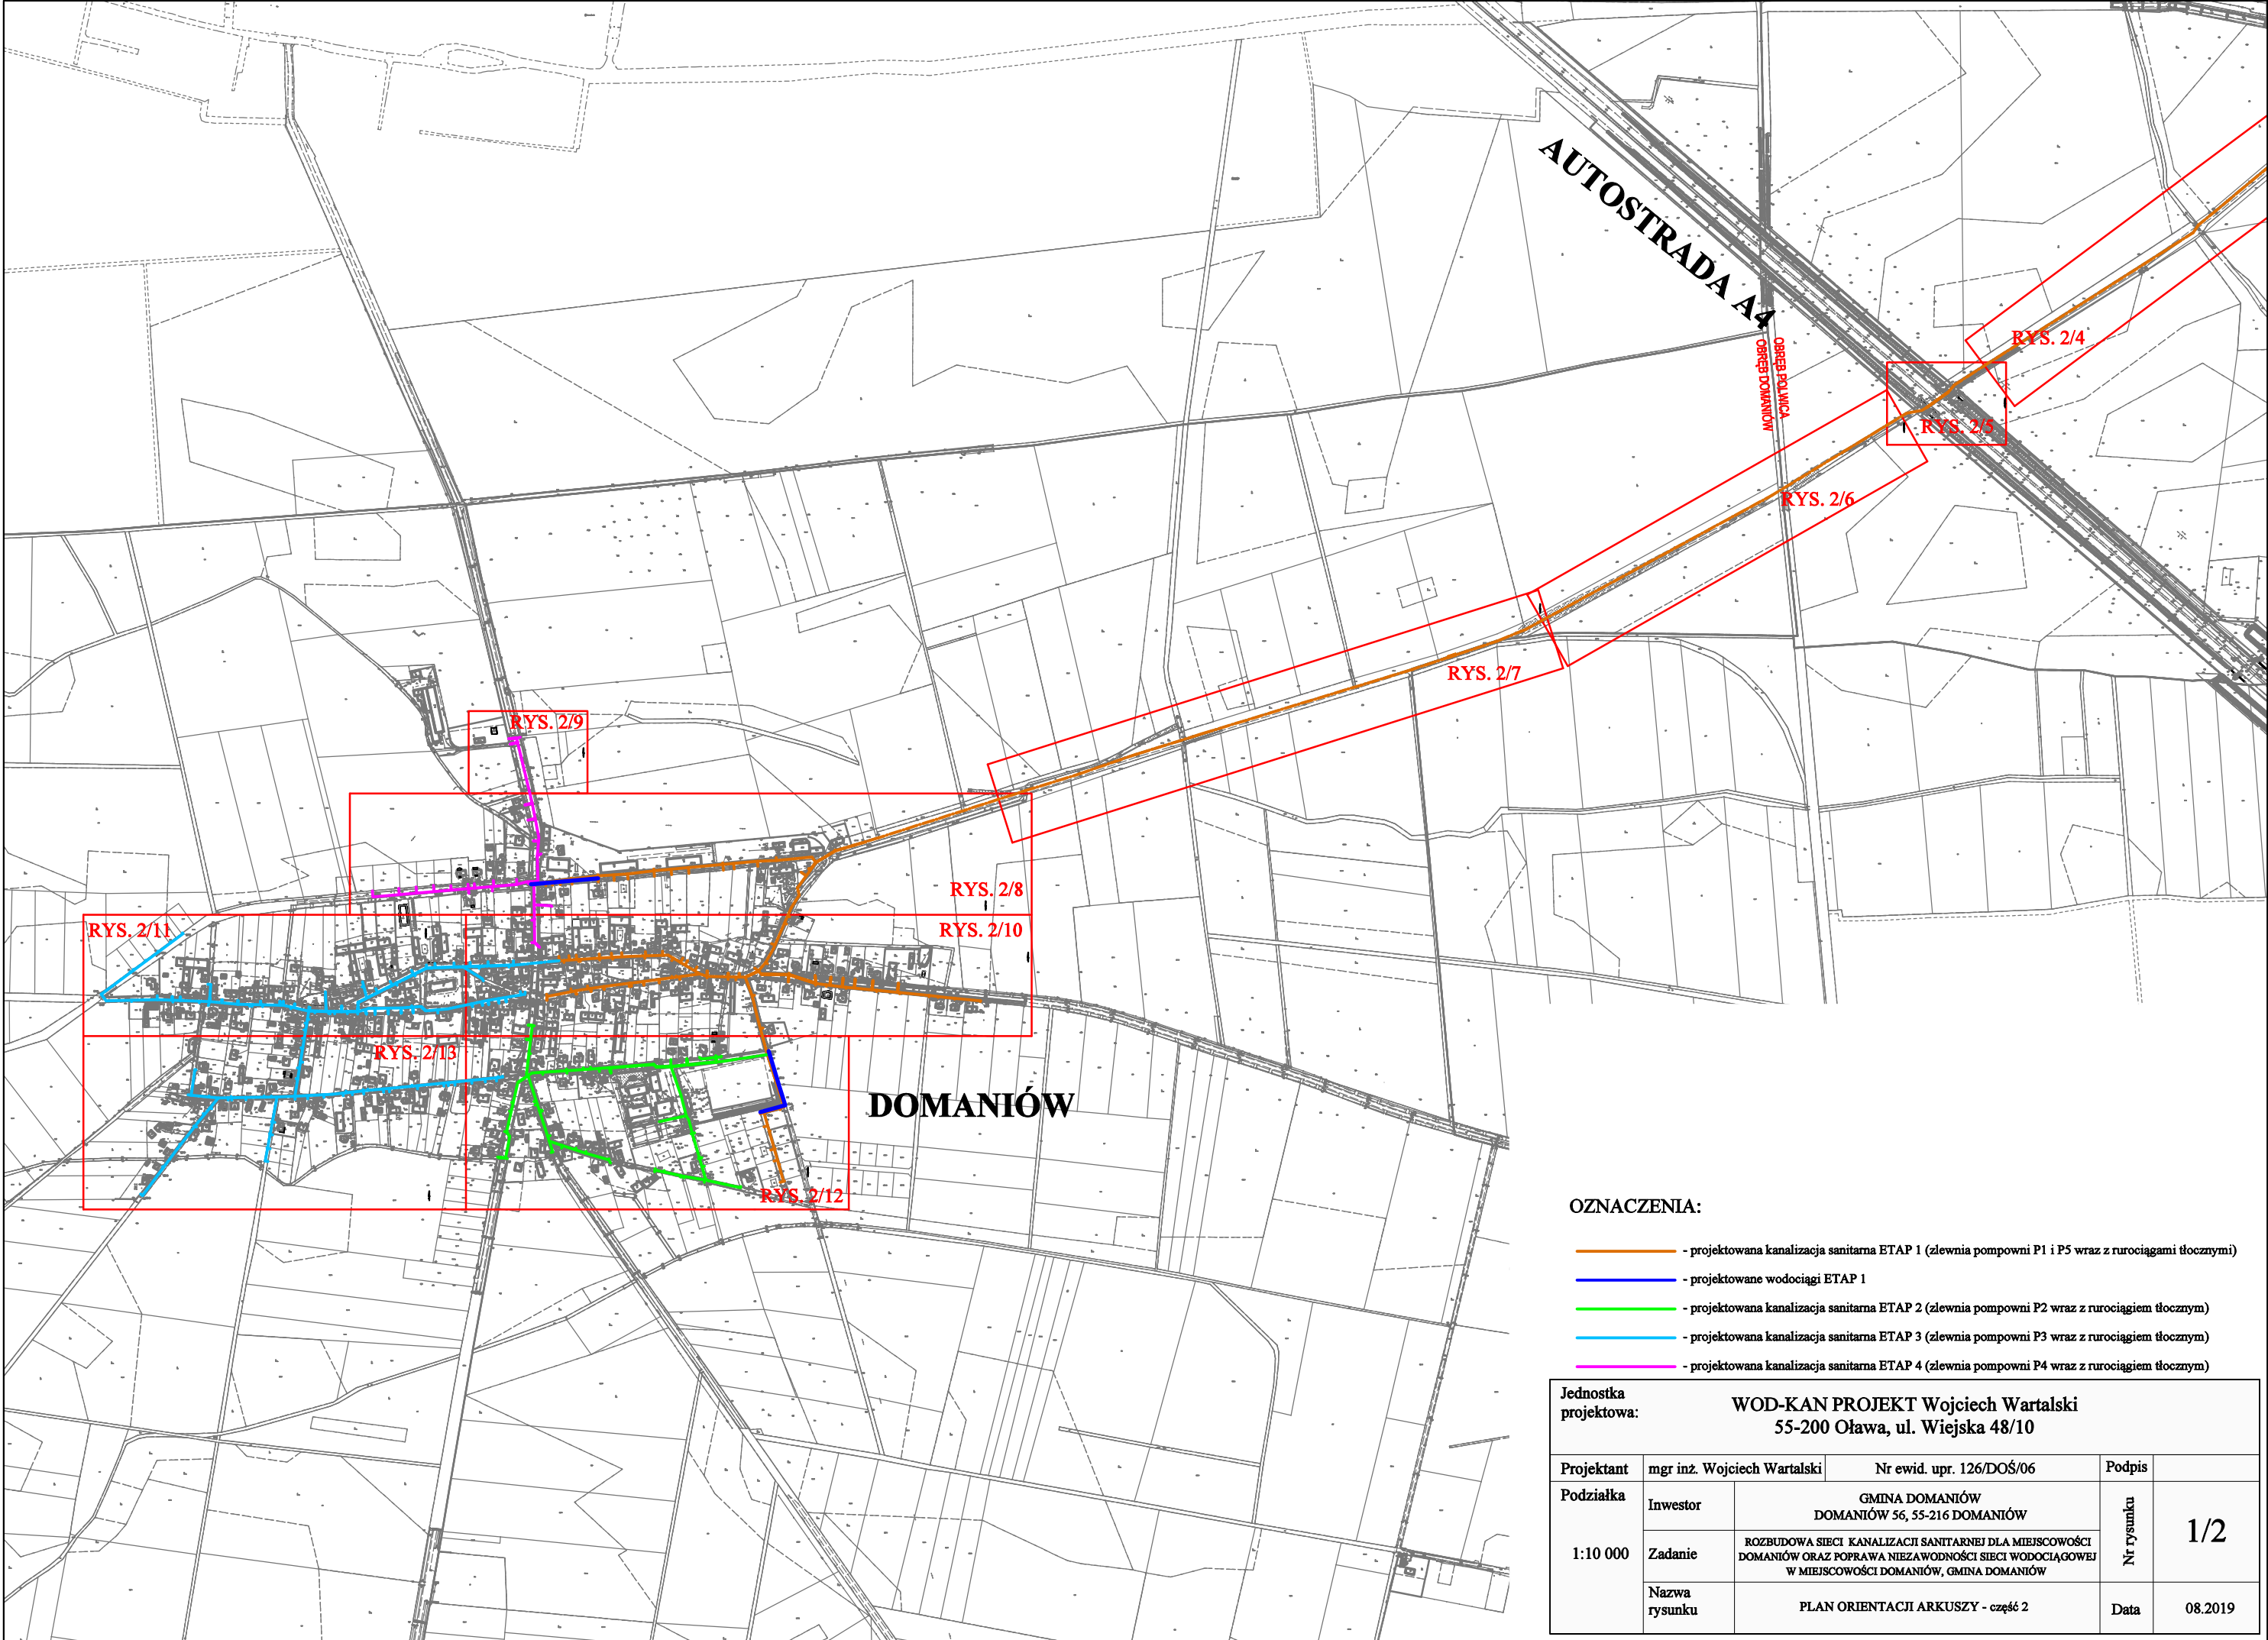 AUTOSTRADA A4
OBRĘB POLWICA
OBRĘB DOMANIÓW
RYS. 2/4
RYS. 2/5
RYS. 2/6
RYS. 2/7
RYS. 2/9
RYS. 2/8
RYS. 2/10
RYS. 2/11
RYS. 2/13
RYS. 2/12
DOMANIÓW
OZNACZENIA:
- projektowana kanalizacja sanitarna ETAP 1 (zlewnia pompowni P1 i P5 wraz z rurociągami tłocznymi)
- projektowane wodociągi ETAP 1
- projektowana kanalizacja sanitarna ETAP 2 (zlewnia pompowni P2 wraz z rurociągiem tłocznym)
- projektowana kanalizacja sanitarna ETAP 3 (zlewnia pompowni P3 wraz z rurociągiem tłocznym)
- projektowana kanalizacja sanitarna ETAP 4 (zlewnia pompowni P4 wraz z rurociągiem tłocznym)
Jednostka
projektowa:
WOD-KAN PROJEKT Wojciech Wartalski
55-200 Oława, ul. Wiejska 48/10
Projektant mgr inż. Wojciech Wartalski Nr ewid. upr. 126/DOŚ/06 Podpis
Podziałka
1:10 000
Inwestor
GMINA DOMANIÓW
DOMANIÓW 56, 55-216 DOMANIÓW
Zadanie
ROZBUDOWA SIECI KANALIZACJI SANITARNEJ DLA MIEJSCOWOŚCI
DOMANIÓW ORAZ POPRAWA NIEZAWODNOŚCI SIECI WODOCIĄGOWEJ
W MIEJSCOWOŚCI DOMANIÓW, GMINA DOMANIÓW
Nr rysunku
1/2
Nazwa
rysunku
PLAN ORIENTACJI ARKUSZY - część 2
Data 08.2019